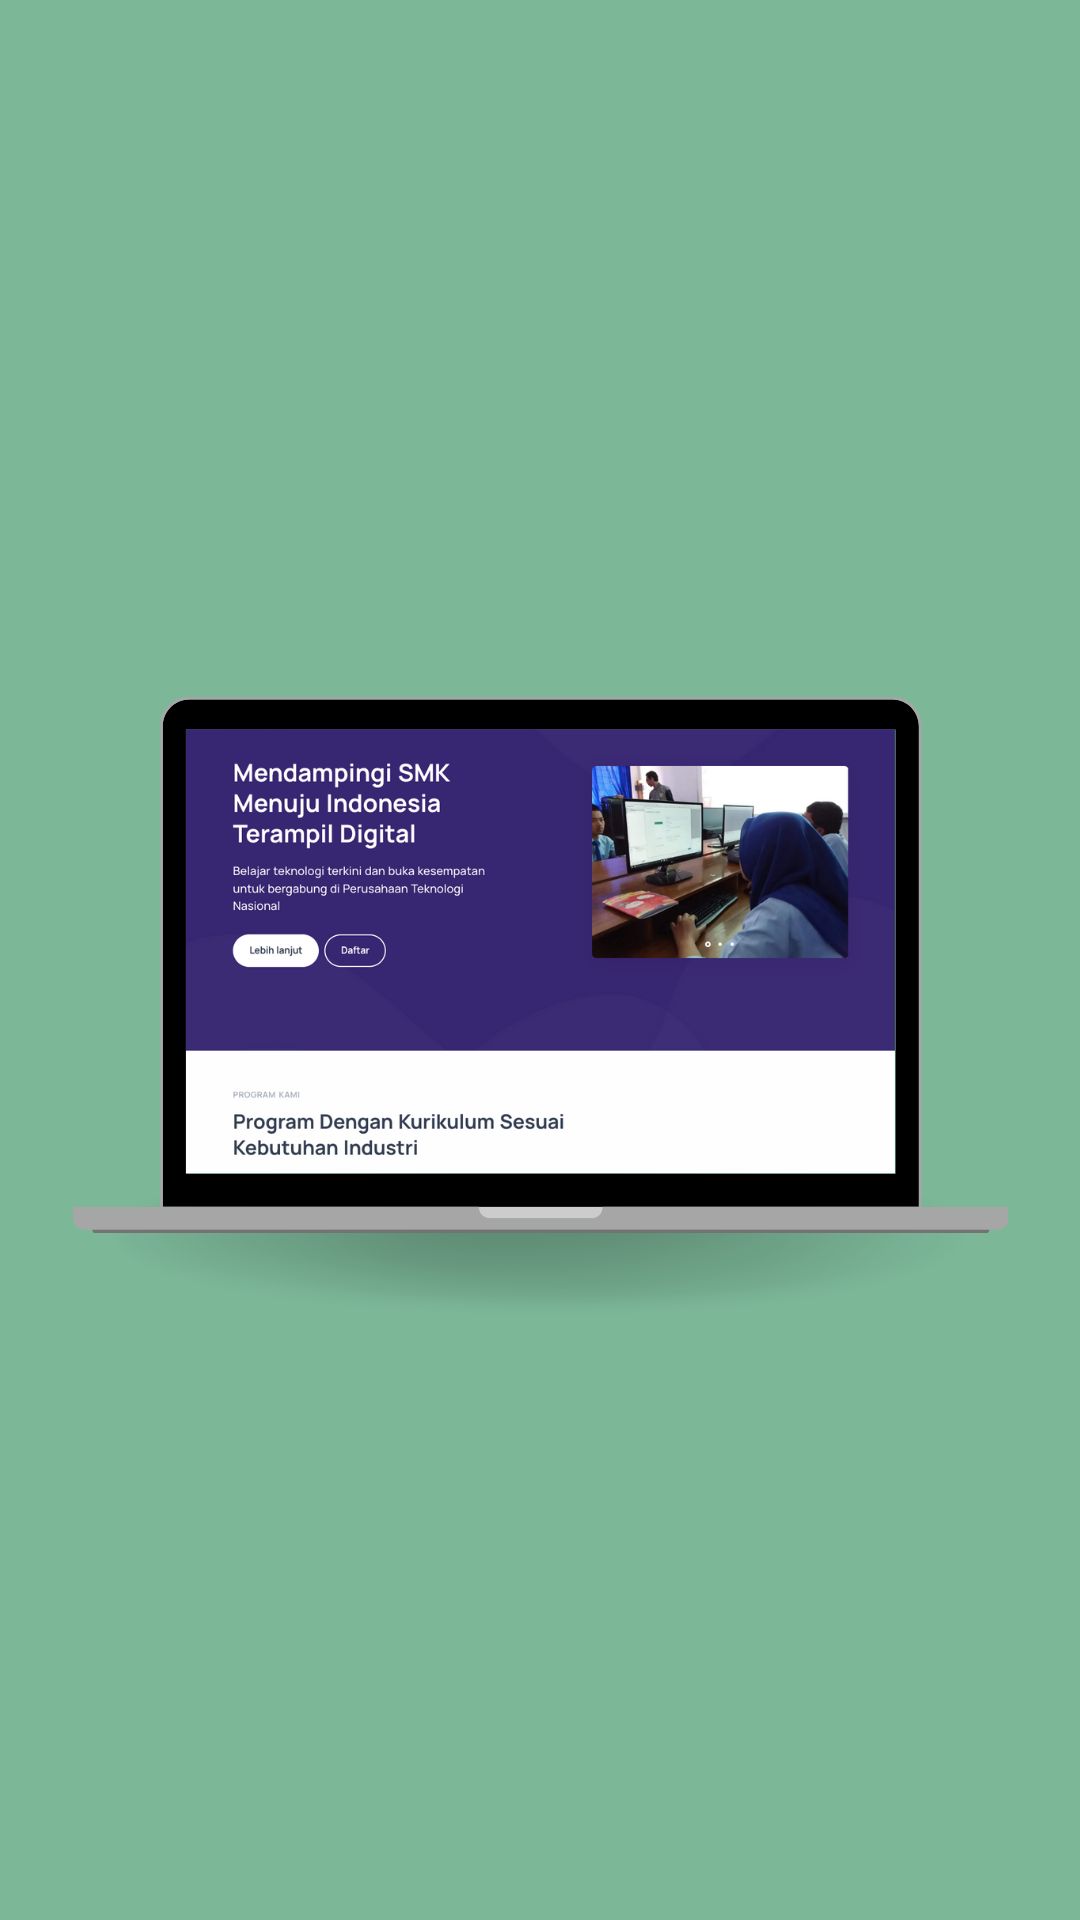 Mendampingi SMK
Menuju Indonesia
Terampil Digital
Belajar teknologi terkini dan buka kesempatan
untuk bergabung di Perusahaan Teknologi
Nasional
Lebih lanjut
Daftar
PROGRAM KAMI
Program Dengan Kurikulum Sesuai
Kebutuhan Industri